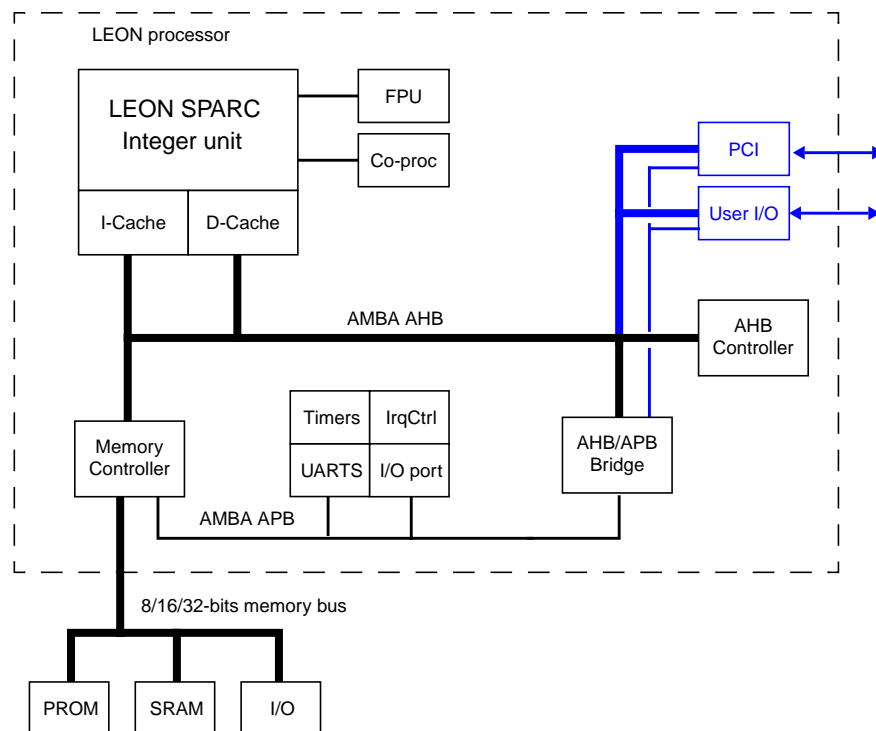 LEON processor
LEON SPARC
Integer unit
FPU
Co-proc
PCI
I-Cache
D-Cache
User I/O
AMBA AHB
AHB
Controller
Timers
IrqCtrl
Memory
Controller
AHB/APB
Bridge
UARTS
I/O port
AMBA APB
8/16/32-bits memory bus
PROM
SRAM
I/O